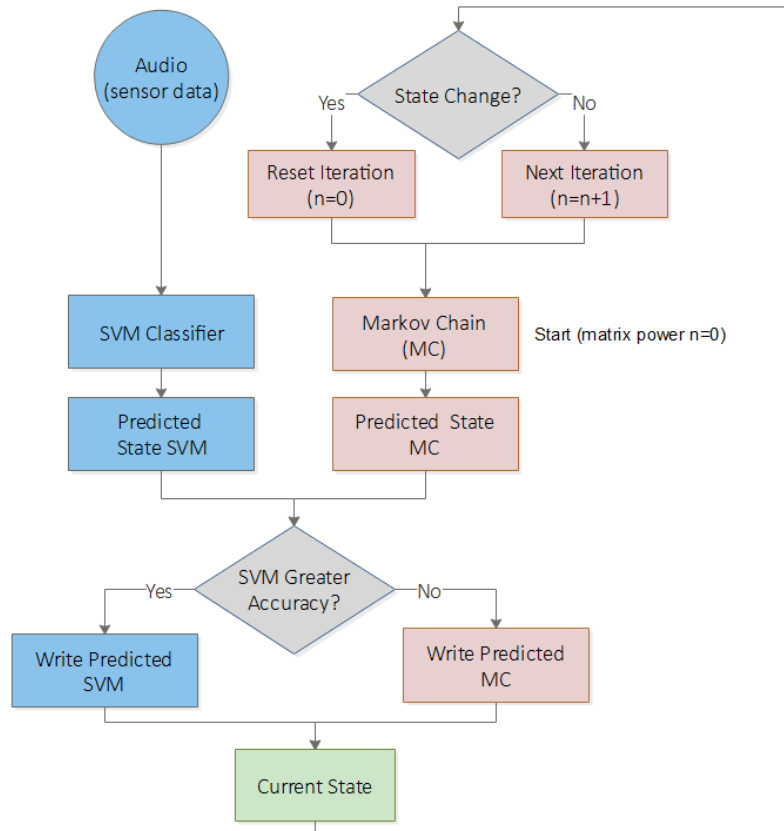 Audio
(sensor data)
State Change?
Yes
No
Reset Iteration
(n=0)
Next Iteration
(n=n+1)
SVM Classifier
Markov Chain
(MC)
Start (matrix power n=0)
Predicted
State SVM
Predicted State
MC
SVM Greater
Accuracy?
Yes
No
Write Predicted
SVM
Write Predicted
MC
Current State